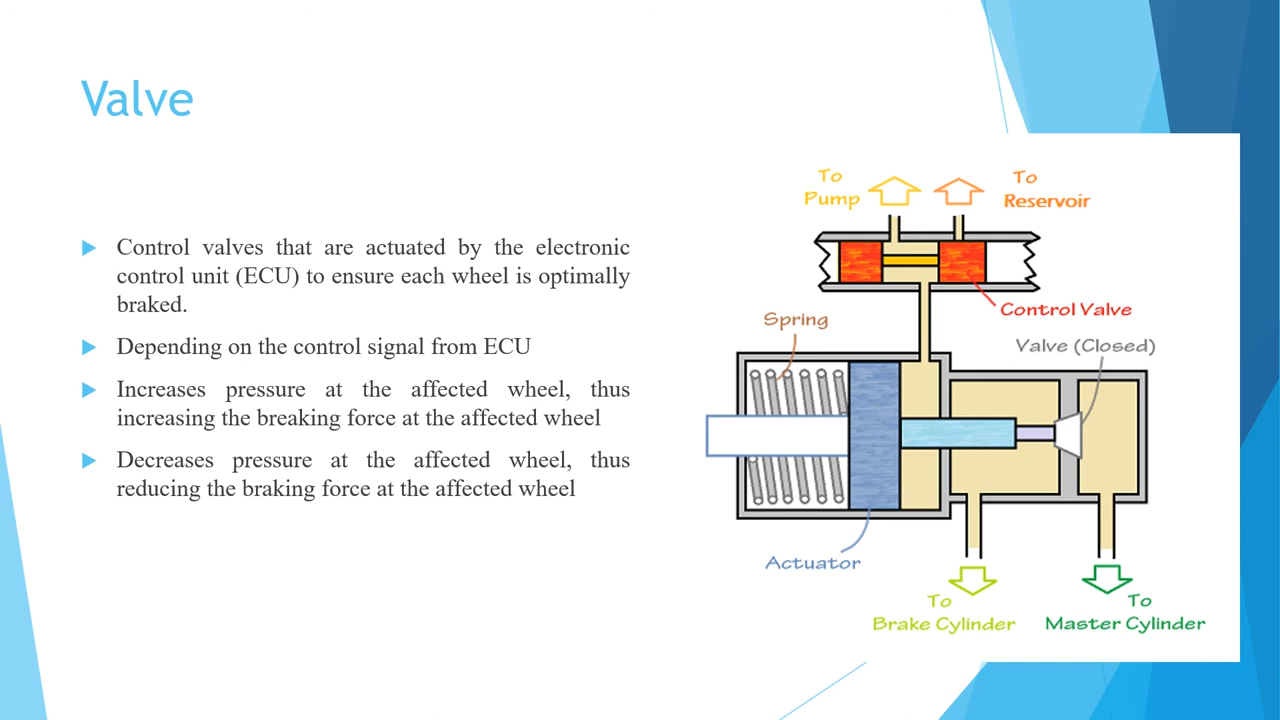 Valve
Control valves that are actuated by the electronic
control unit (ECU) to ensure each wheel is optimally
braked.
Depending on the control signal from ECU
Increases pressure at the affected wheel, thus
increasing the breaking force at the affected wheel
Decreases pressure at the affected wheel, thus
reducing the braking force at the affected wheel
To
Pump
To
Reservoir
Control Valve
Spring
Valve (Closed)
Actuator
To
Brake Cylinder
To
Master Cylinder